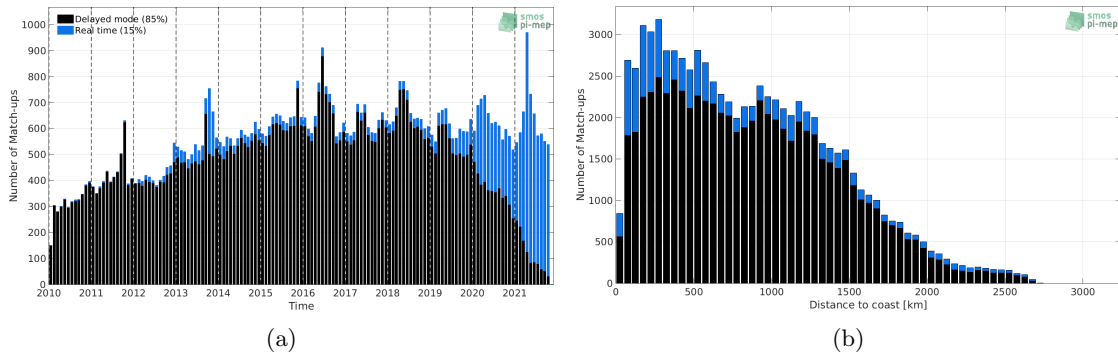 Number of Match-ups
1000
900
800
700
600
500
400
300
200
100
0
Delayed mode (85%)
Real time (15%)
smos
pi-mep
2010 2011 2012 2013 2014 2015 2016 2017 2018 2019 2020 2021
Time
(a)
Number of Match-ups
3000
2500
2000
1500
1000
500
0
smos
pi-mep
0 500 1000 1500 2000 2500 3000
Distance to coast [km]
(b)